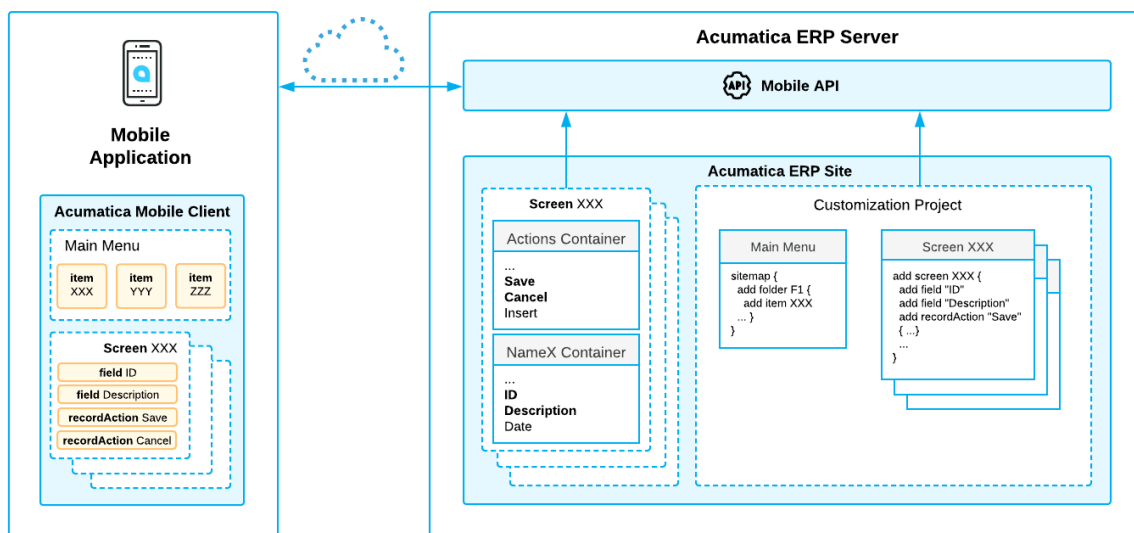 Mobile
Application
Acumatica Mobile Client
Main Menu
item
XXX
item
YYY
item
ZZZ
Screen XXX
field ID
field Description
recordAction Save
recordAction Cancel
Acumatica ERP Server
API
Mobile API
Acumatica ERP Site
Screen XXX
Actions Container
...
Save
Cancel
Insert
NameX Container
...
ID
Description
Date
Customization Project
Main Menu
sitemap {
add folder F1 {
add item XXX
... }
}
Screen XXX
add screen XXX {
add field "ID"
add field "Description"
add recordAction "Save"
{ ...}
...
}